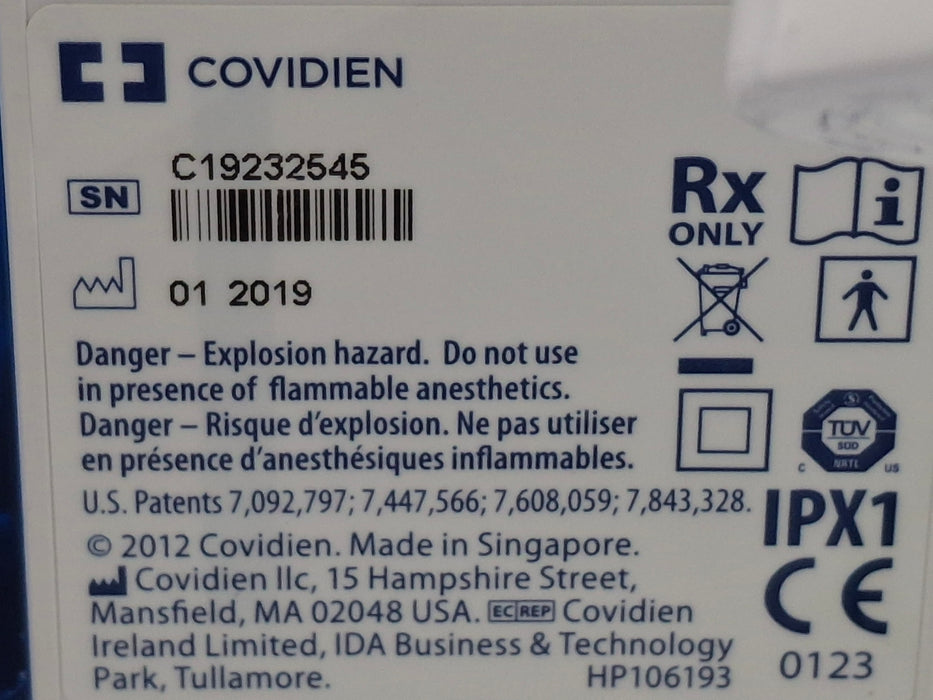 COVIDIEN
SN C19232545
01 2019
Rx
ONLY
Danger – Explosion hazard. Do not use
in presence of flammable anesthetics.
Danger – Risque d'explosion. Ne pas utiliser
en présence d'anesthésiques inflammables.
U.S. Patents 7,092,797; 7,447,566; 7,608,059; 7,843,328.
© 2012 Covidien. Made in Singapore.
Covidien llc, 15 Hampshire Street,
Mansfield, MA 02048 USA. EC REP Covidien
Ireland Limited, IDA Business & Technology
Park, Tullamore. HP106193
TÜV
SÜD
NRTL
C US
IPX1
CE
0123